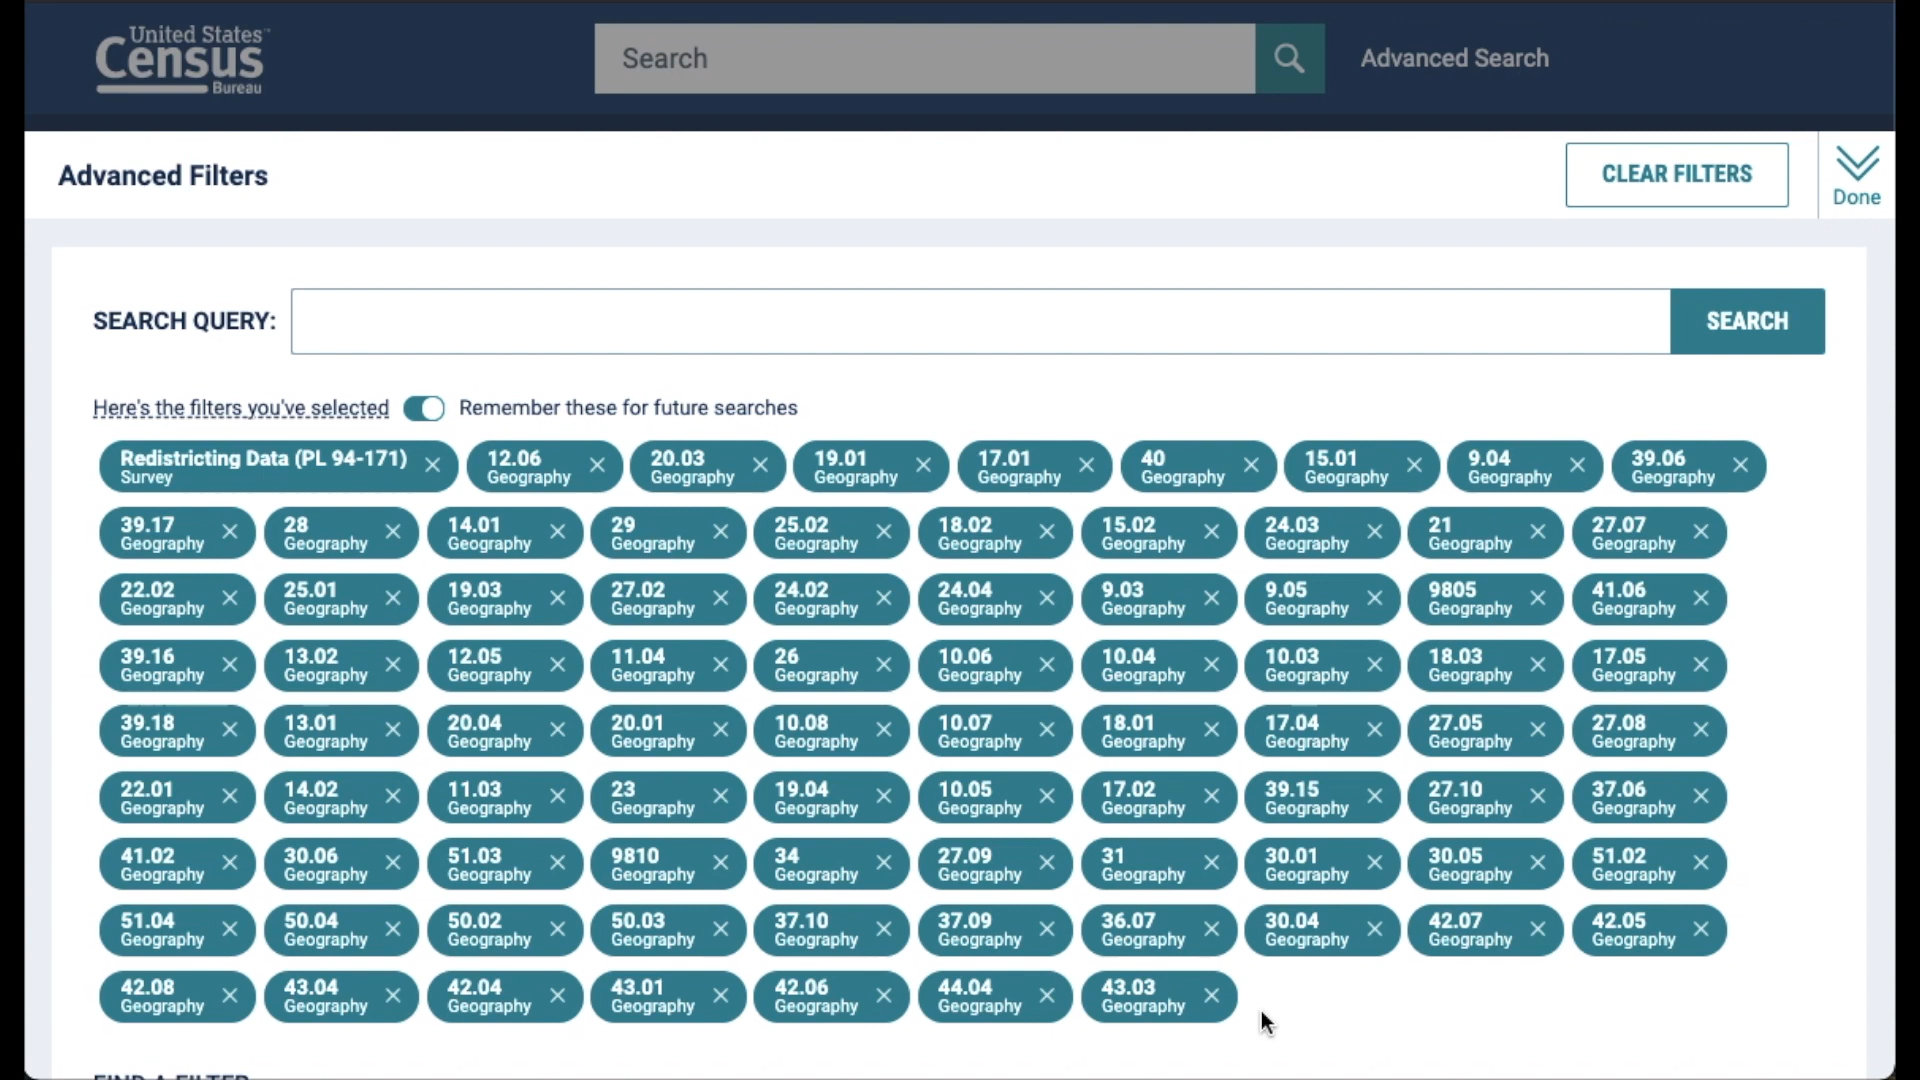 United States™
Census
Bureau
Search
Advanced Search
Advanced Filters
CLEAR FILTERS
Done
SEARCH QUERY:
SEARCH
Here's the filters you've selected
Remember these for future searches
Redistricting Data (PL 94-171) 12.06 20.03 19.01 17.01 40 15.01 9.04 39.06
Survey Geography Geography Geography Geography Geography Geography Geography Geography
39.17 28 14.01 29 25.02 18.02 15.02 24.03 21 27.07
Geography Geography Geography Geography Geography Geography Geography Geography Geography Geography
22.02 25.01 19.03 27.02 24.02 24.04 9.03 9.05 9805 41.06
Geography Geography Geography Geography Geography Geography Geography Geography Geography Geography
39.16 13.02 12.05 11.04 26 10.06 10.04 10.03 18.03 17.05
Geography Geography Geography Geography Geography Geography Geography Geography Geography Geography
39.18 13.01 20.04 20.01 10.08 10.07 18.01 17.04 27.05 27.08
Geography Geography Geography Geography Geography Geography Geography Geography Geography Geography
22.01 14.02 11.03 23 19.04 10.05 17.02 39.15 27.10 37.06
Geography Geography Geography Geography Geography Geography Geography Geography Geography Geography
41.02 30.06 51.03 9810 34 27.09 31 30.01 30.05 51.02
Geography Geography Geography Geography Geography Geography Geography Geography Geography Geography
51.04 50.04 50.02 50.03 37.10 37.09 36.07 30.04 42.07 42.05
Geography Geography Geography Geography Geography Geography Geography Geography Geography Geography
42.08 43.04 42.04 43.01 42.06 44.04 43.03
Geography Geography Geography Geography Geography Geography Geography
FIND A FILTER